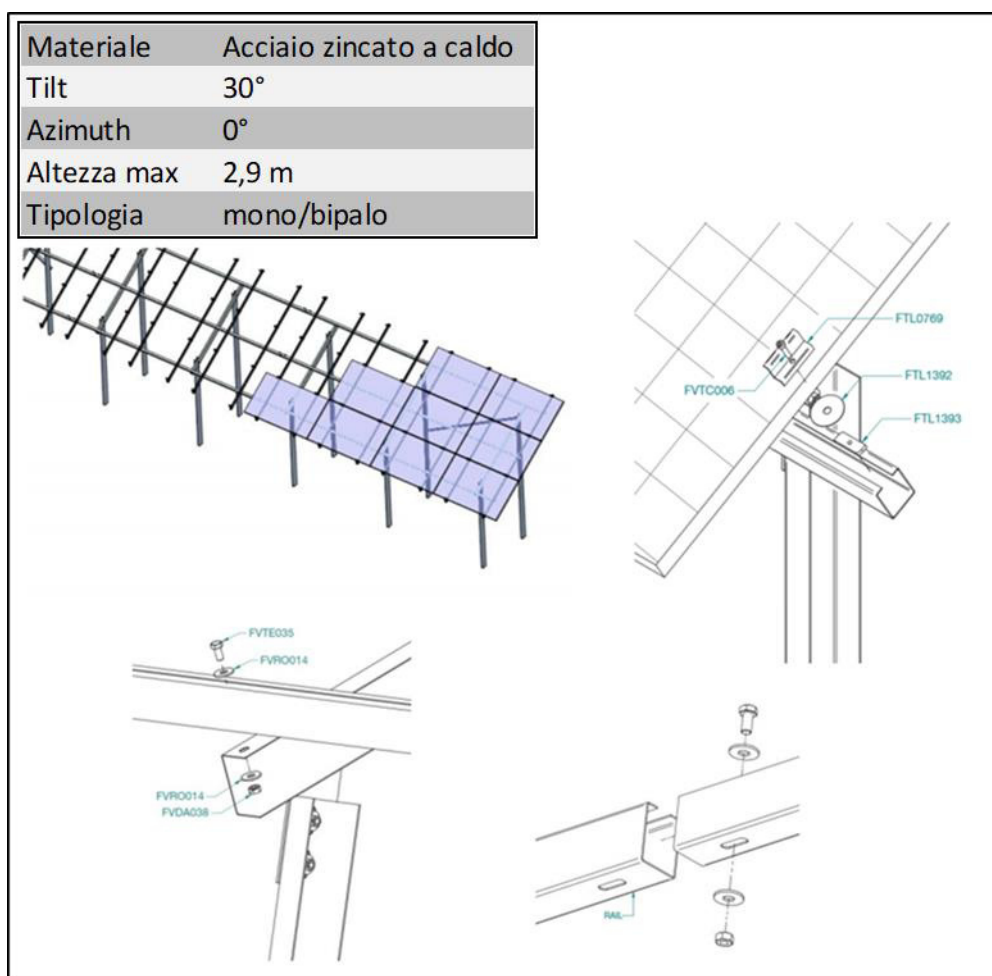 Materiale Acciaio zincato a caldo
Tilt 30°
Azimuth 0°
Altezza max 2,9 m
Tipologia mono/bipalo
FTL0769
FVTC006
FTL1392
FTL1393
FVTE035
FVRO014
FVRO014
FVDA038
RAIL